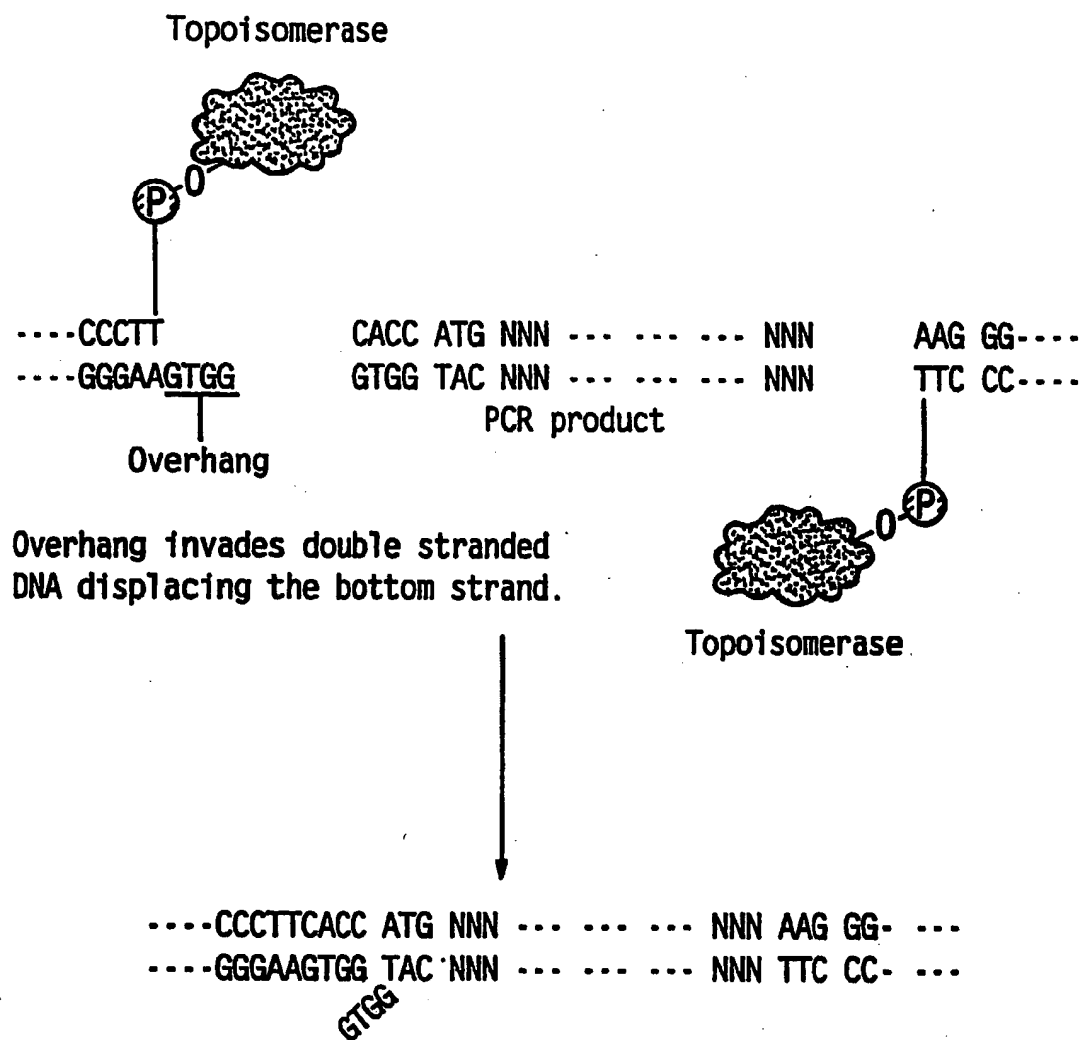 Topoisomerase
P-O
----CCCTT CACC ATG NNN --- --- --- --- NNN AAG GG----
----GGGAAGTGG GTGG TAC NNN --- --- --- --- NNN TTC CC----
PCR product
Overhang
P
O
Overhang invades double stranded
DNA displacing the bottom strand.
Topoisomerase
----CCCTTCACC ATG NNN --- --- --- --- NNN AAG GG- ---
----GGGAAGTGG TAC NNN --- --- --- --- NNN TTC CC- ---
GTGG